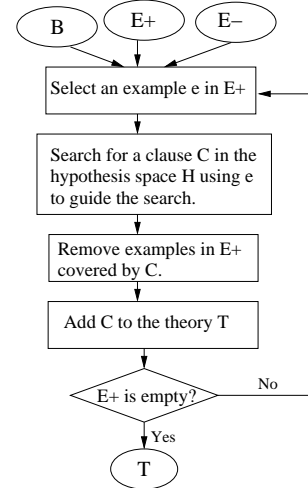 B
E+
E−
Select an example e in E+
Search for a clause C in the
hypothesis space H using e
to guide the search.
Remove examples in E+
covered by C.
Add C to the theory T
E+ is empty?
No
Yes
T